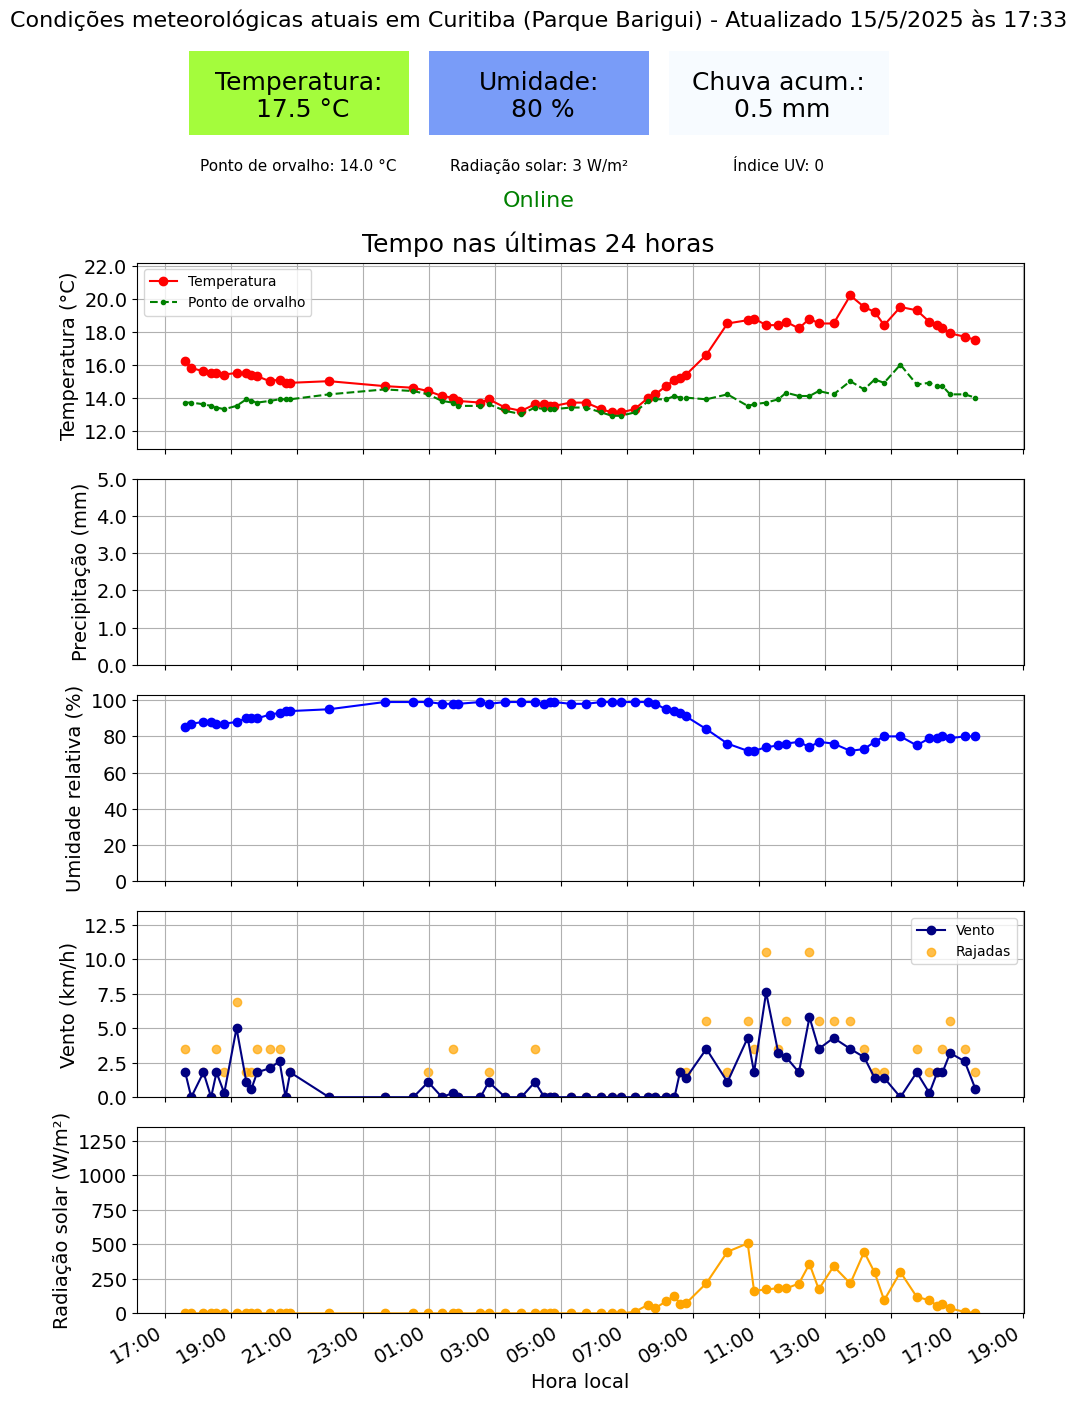 Condições meteorológicas atuais em Curitiba (Parque Barigui) - Atualizado 15/5/2025 às 17:33
Temperatura:
17.5 °C
Umidade:
80 %
Chuva acum.:
0.5 mm
Ponto de orvalho: 14.0 °C
Radiação solar: 3 W/m²
Índice UV: 0
Online
Tempo nas últimas 24 horas
Temperatura (°C)
22.0
20.0
18.0
16.0
14.0
12.0
Temperatura
Ponto de orvalho
Precipitação (mm)
5.0
4.0
3.0
2.0
1.0
0.0
Umidade relativa (%)
100
80
60
40
20
0
Vento (km/h)
12.5
10.0
7.5
5.0
2.5
0.0
Vento
Rajadas
Radiação solar (W/m²)
1250
1000
750
500
250
0
17:00
19:00
21:00
23:00
01:00
03:00
05:00
07:00
09:00
11:00
13:00
15:00
17:00
19:00
Hora local